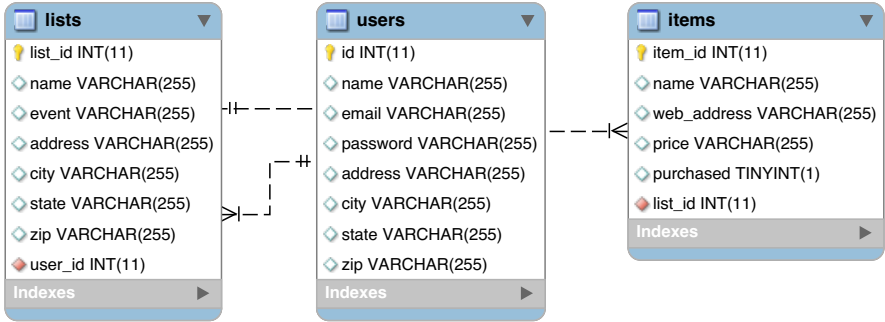 lists
list_id INT(11)
name VARCHAR(255)
event VARCHAR(255)
address VARCHAR(255)
city VARCHAR(255)
state VARCHAR(255)
zip VARCHAR(255)
user_id INT(11)
Indexes
users
id INT(11)
name VARCHAR(255)
email VARCHAR(255)
password VARCHAR(255)
address VARCHAR(255)
city VARCHAR(255)
state VARCHAR(255)
zip VARCHAR(255)
Indexes
items
item_id INT(11)
name VARCHAR(255)
web_address VARCHAR(255)
price VARCHAR(255)
purchased TINYINT(1)
list_id INT(11)
Indexes